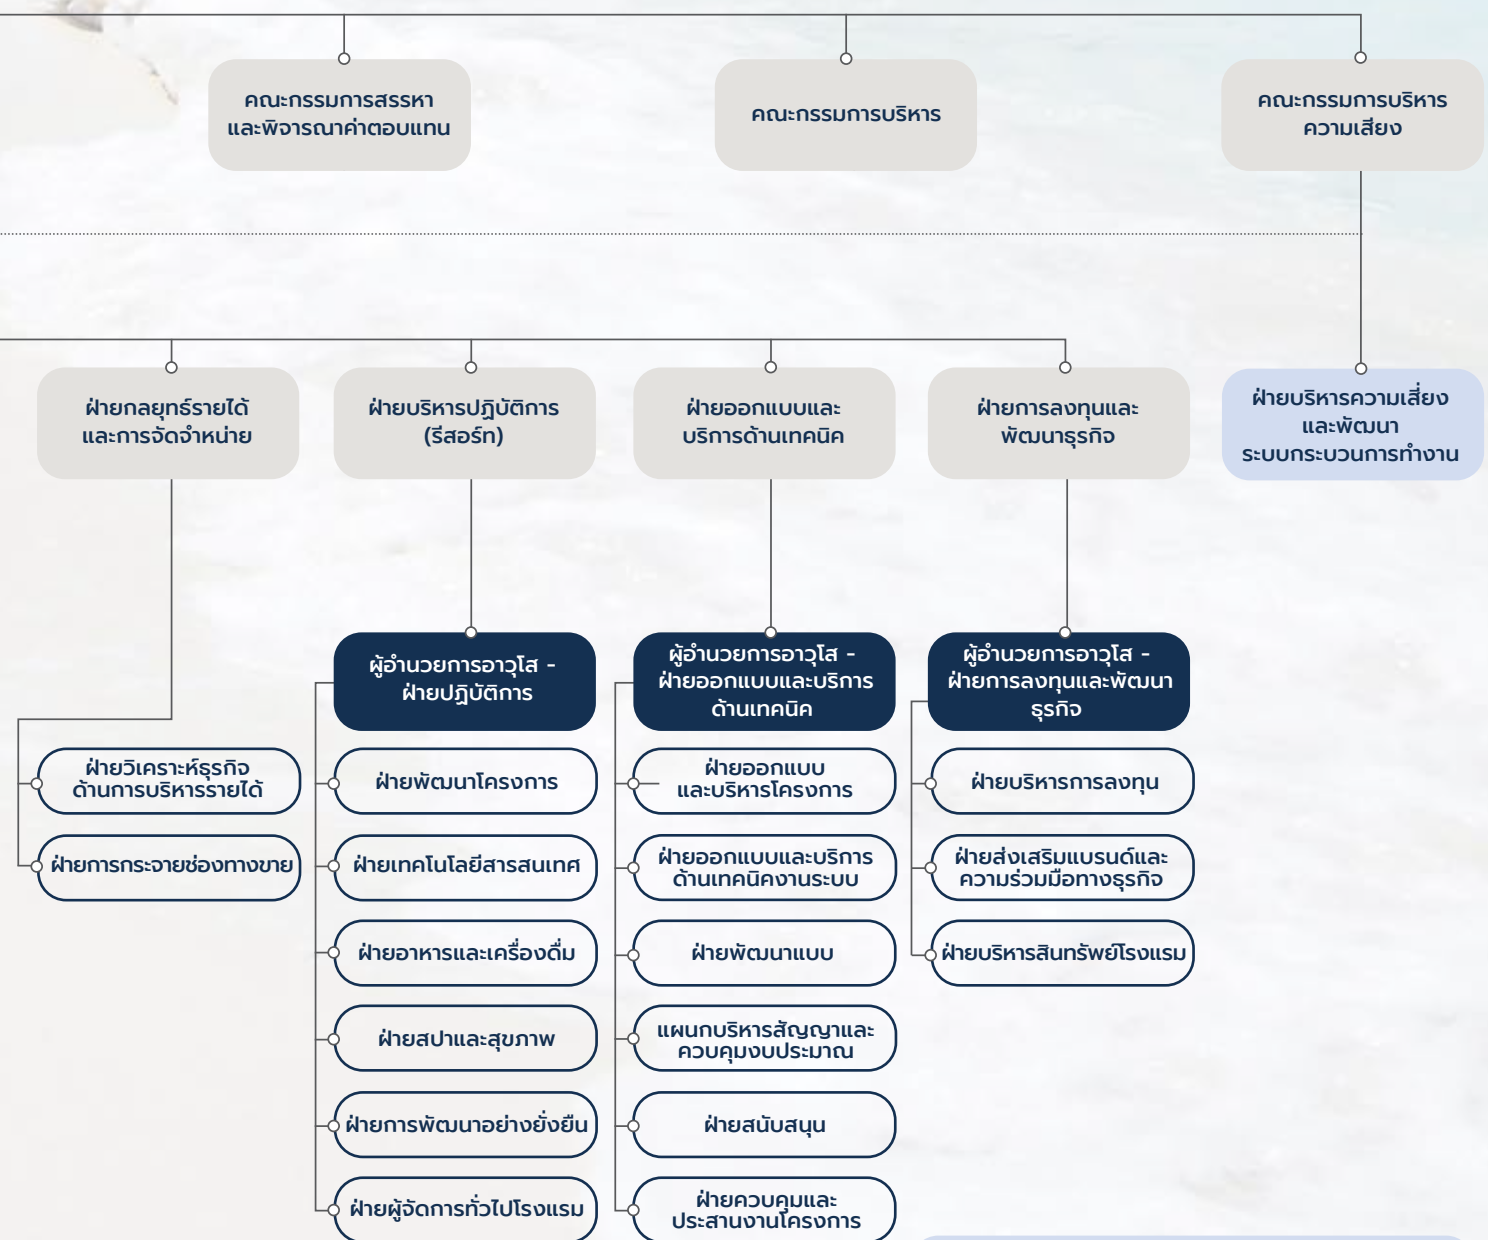 คณะกรรมการสรรหา
และพิจารณาค่าตอบแทน
คณะกรรมการบริหาร
คณะกรรมการบริหาร
ความเสี่ยง
ฝ่ายกลยุทธ์รายได้
และการจัดจำหน่าย
ฝ่ายบริหารปฏิบัติการ
(รีสอร์ท)
ฝ่ายออกแบบและ
บริการด้านเทคนิค
ฝ่ายการลงทุนและ
พัฒนาธุรกิจ
ฝ่ายบริหารความเสี่ยง
และพัฒนา
ระบบกระบวนการทำงาน
ฝ่ายวิเคราะห์ธุรกิจ
ด้านการบริหารรายได้
ฝ่ายการกระจายช่องทางขาย
ผู้อำนวยการอาวุโส -
ฝ่ายปฏิบัติการ
ฝ่ายพัฒนาโครงการ
ฝ่ายเทคโนโลยีสารสนเทศ
ฝ่ายอาหารและเครื่องดื่ม
ฝ่ายสปาและสุขภาพ
ฝ่ายการพัฒนาอย่างยั่งยืน
ฝ่ายผู้จัดการทั่วไปโรงแรม
ผู้อำนวยการอาวุโส -
ฝ่ายออกแบบและบริการ
ด้านเทคนิค
ฝ่ายออกแบบ
และบริหารโครงการ
ฝ่ายออกแบบและบริการ
ด้านเทคนิคงานระบบ
ฝ่ายพัฒนาแบบ
แผนกบริหารสัญญาและ
ควบคุมงบประมาณ
ฝ่ายสนับสนุน
ฝ่ายควบคุมและ
ประสานงานโครงการ
ผู้อำนวยการอาวุโส -
ฝ่ายการลงทุนและพัฒนา
ธุรกิจ
ฝ่ายบริหารการลงทุน
ฝ่ายส่งเสริมแบรนด์และ
ความร่วมมือทางธุรกิจ
ฝ่ายบริหารสินทรัพย์โรงแรม